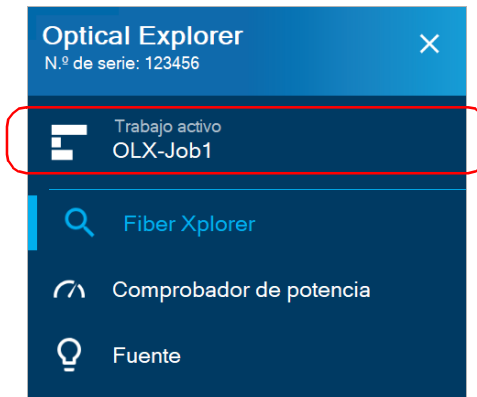 Optical Explorer
N.º de serie: 123456
Trabajo activo
OLX-Job1
Fiber Xplorer
Comprobador de potencia
Fuente